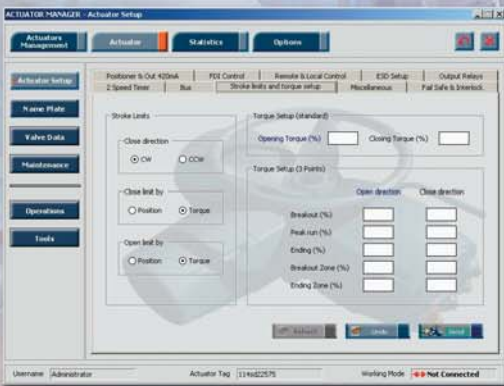 ACTUATOR MANAGER - Actuator Setup
Actuators Management
Actuator
Statistics
Options
Actuator Setup
Name Plate
Valve Data
Maintenance
Operations
Tools
Positioner & Out 420mA
PDI Control
Remote & Local Control
ESD Setup
Output Relays
2 Speed Timer
Bus
Stroke limits and torque setup
Miscellaneous
Fail Safe & Interlock
Stroke Limits
Close direction
CW
CCW
Close limit by
Position
Torque
Open limit by
Position
Torque
Torque Setup (standard)
Opening Torque (%)
Closing Torque (%)
Torque Setup (3 Points)
Open direction
Close direction
Breakout (%)
Peak run (%)
Ending (%)
Breakout Zone (%)
Ending Zone (%)
Refresh
Undo
Send
Username
Administrator
Actuator Tag
Working Mode
Not Connected